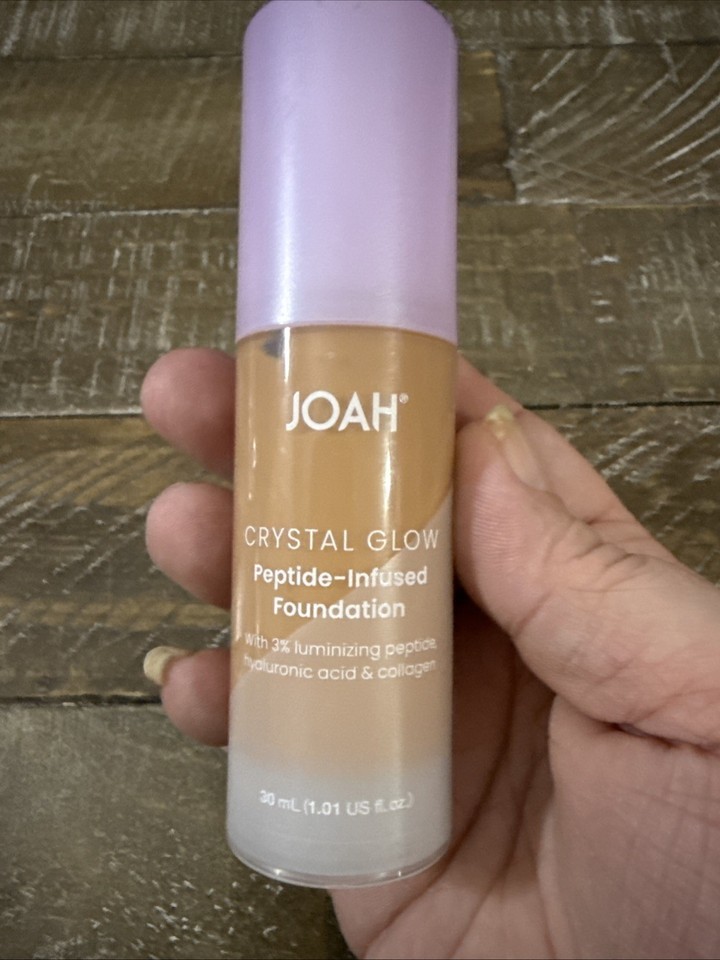 JOAH®
CRYSTAL GLOW
Peptide-Infused
Foundation
With 3% luminizing peptide,
hyaluronic acid & collagen
30 mL (1.01 US fl. oz.)